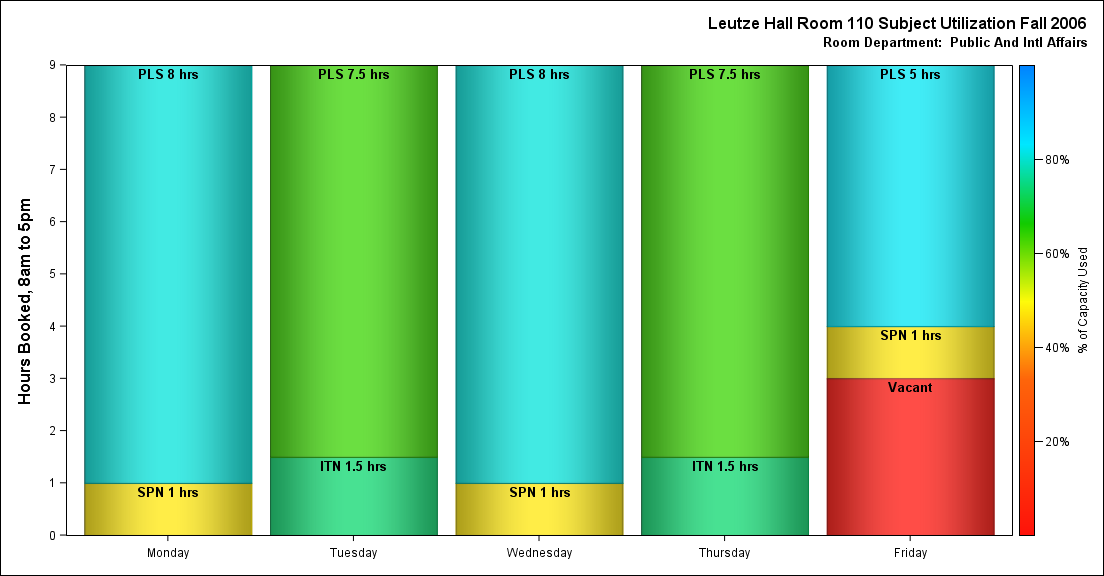 Leutze Hall Room 110 Subject Utilization Fall 2006
Room Department: Public And Intl Affairs
Hours Booked, 8am to 5pm
9
8
7
6
5
4
3
2
1
0
PLS 8 hrs
SPN 1 hrs
PLS 7.5 hrs
ITN 1.5 hrs
PLS 8 hrs
SPN 1 hrs
PLS 7.5 hrs
ITN 1.5 hrs
PLS 5 hrs
SPN 1 hrs
Vacant
Monday
Tuesday
Wednesday
Thursday
Friday
80%
60%
40%
20%
% of Capacity Used